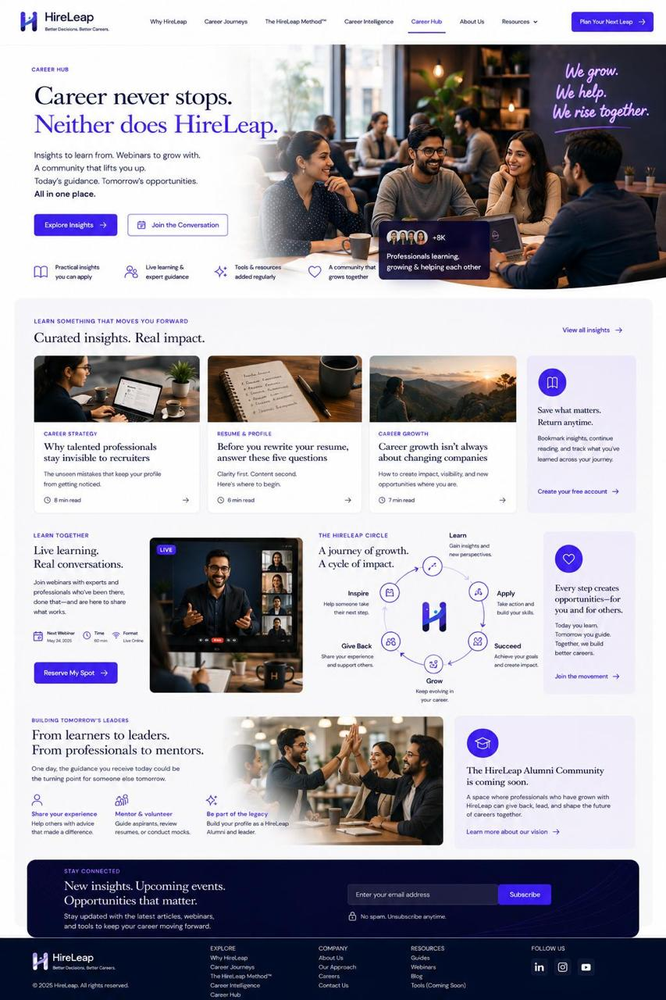 HireLeap
Better Decisions. Better Careers.
Why HireLeap
Career Journeys
The HireLeap Method™
Career Intelligence
Career Hub
About Us
Resources
Plan Your Next Leap
CAREER HUB
Career never stops.
Neither does HireLeap.
Insights to learn from. Webinars to grow with.
A community that lifts you up.
Today's guidance. Tomorrow's opportunities.
All in one place.
Explore Insights
Join the Conversation
We grow.
We help.
We rise together.
+8K
Professionals learning,
growing & helping each other
Practical insights
you can apply
Live learning &
expert guidance
Tools & resources
added regularly
A community that
grows together
LEARN SOMETHING THAT MOVES YOU FORWARD
Curated insights. Real impact.
View all insights
CAREER STRATEGY
Why talented professionals
stay invisible to recruiters
The unseen mistakes that keep your profile
from getting noticed.
8 min read
RESUME & PROFILE
Before you rewrite your resume,
answer these five questions
Clarity first. Content second.
Here's where to begin.
6 min read
CAREER GROWTH
Career growth isn't always
about changing companies
How to create impact, visibility, and new
opportunities where you are.
7 min read
Save what matters.
Return anytime.
Bookmark insights, continue
reading, and track what you've
learned across your journey.
Create your free account
LEARN TOGETHER
Live learning.
Real conversations.
Join webinars with experts and
professionals who've been there,
done that—and are here to share
what works.
Next Webinar
May 24, 2025
Time
60 min
Format
Live Online
Reserve My Spot
LIVE
H
THE HIRELEAP CIRCLE
A journey of growth.
A cycle of impact.
Learn
Gain insights and
new perspectives.
Apply
Take action and
build your skills.
Succeed
Achieve your goals
and create impact.
Grow
Keep evolving in
your career.
Give Back
Share your experience
and support others.
Inspire
Help someone take
their next step.
Every step creates
opportunities—for
you and for others.
Today you learn.
Tomorrow you guide.
Together, we build
better careers.
Join the movement
BUILDING TOMORROW'S LEADERS
From learners to leaders.
From professionals to mentors.
One day, the guidance you receive today could be
the turning point for someone else tomorrow.
Share your experience
Help others with advice
that made a difference.
Mentor & volunteer
Guide aspirants, review
resumes, or conduct mocks.
Be part of the legacy
Build your profile as a HireLeap
Alumni and leader.
The HireLeap Alumni Community
is coming soon.
A space where professionals who have grown with
HireLeap can give back, lead, and shape the future
of careers together.
Learn more about our vision
STAY CONNECTED
New insights. Upcoming events.
Opportunities that matter.
Stay updated with the latest articles, webinars,
and tools to keep your career moving forward.
Enter your email address
Subscribe
No spam. Unsubscribe anytime.
HireLeap
Better Decisions. Better Careers.
© 2025 HireLeap. All rights reserved.
EXPLORE
Why HireLeap
Career Journeys
The HireLeap Method™
Career Intelligence
Career Hub
COMPANY
About Us
Our Approach
Careers
Contact Us
RESOURCES
Guides
Webinars
Blog
Tools (Coming Soon)
FOLLOW US
in